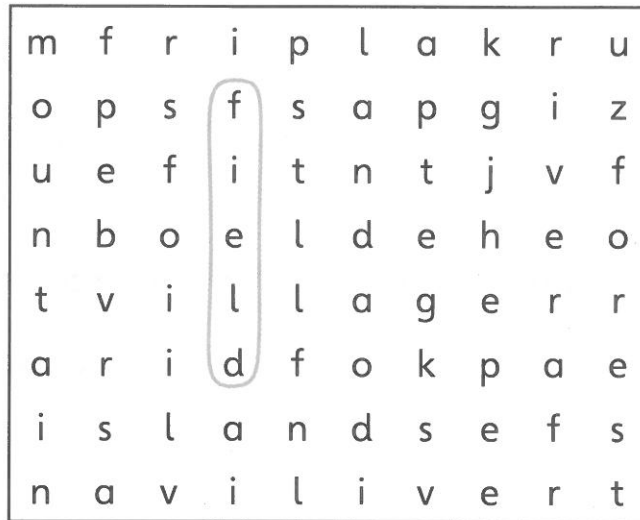 m f r i p l a k r u
o p s f s a p g i z
u e f i t n t j v f
n b o e l d e h e o
t v i l l a g e r r
a r i d f o k p a e
i s l a n d s e f s
n a v i l i v e r t